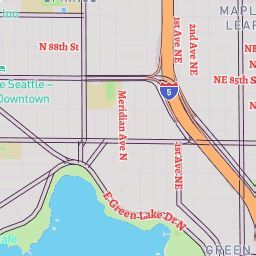 MAPLE
LEAF
N 88th St
1st Ave NE
2nd Ave NE
e Seattle –
Downtown
NE 85th S
5
Meridian Ave N
1st Ave NE
E Green Lake Dr N
GREEN